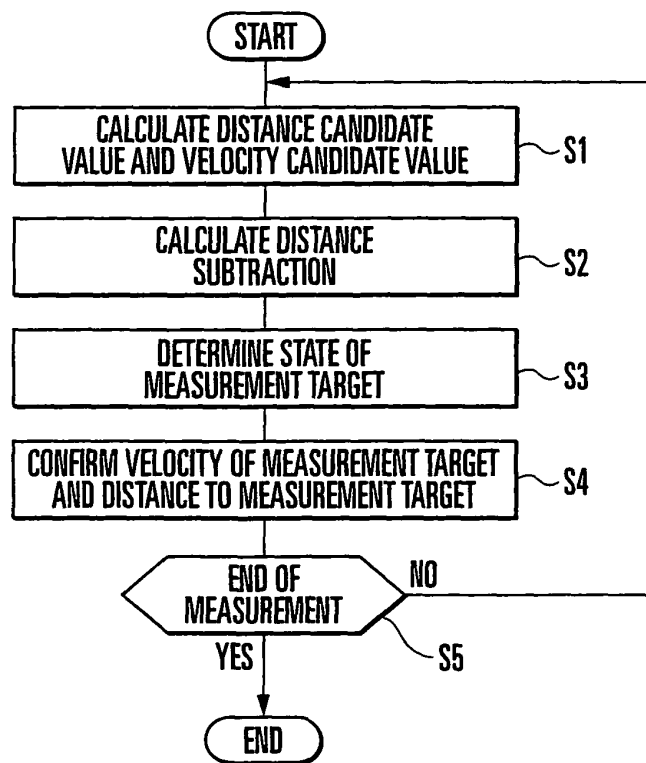 START
CALCULATE DISTANCE CANDIDATE
VALUE AND VELOCITY CANDIDATE VALUE
S1
CALCULATE DISTANCE
SUBTRACTION
S2
DETERMINE STATE OF
MEASUREMENT TARGET
S3
CONFIRM VELOCITY OF MEASUREMENT TARGET
AND DISTANCE TO MEASUREMENT TARGET
S4
END OF
MEASUREMENT
NO
YES
S5
END